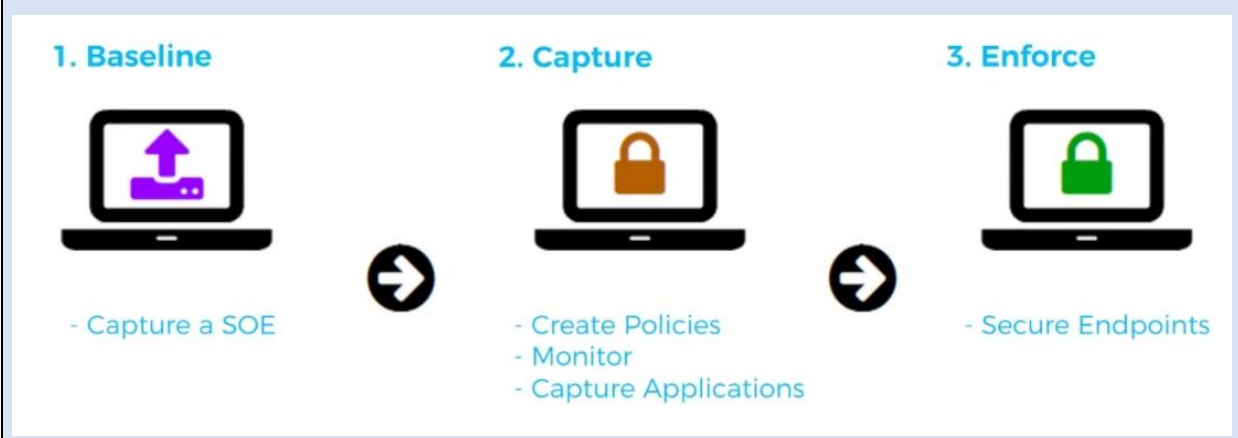 1. Baseline
- Capture a SOE
2. Capture
- Create Policies
- Monitor
- Capture Applications
3. Enforce
- Secure Endpoints